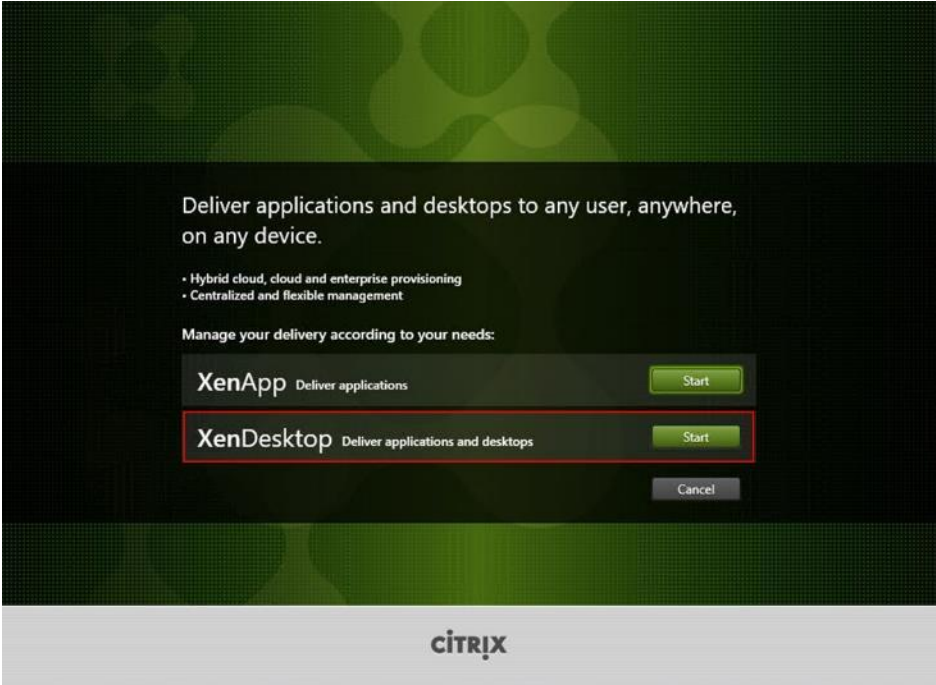 Deliver applications and desktops to any user, anywhere,
on any device.
• Hybrid cloud, cloud and enterprise provisioning
• Centralized and flexible management
Manage your delivery according to your needs:
XenApp Deliver applications Start
XenDesktop Deliver applications and desktops Start
Cancel
CİTRIX